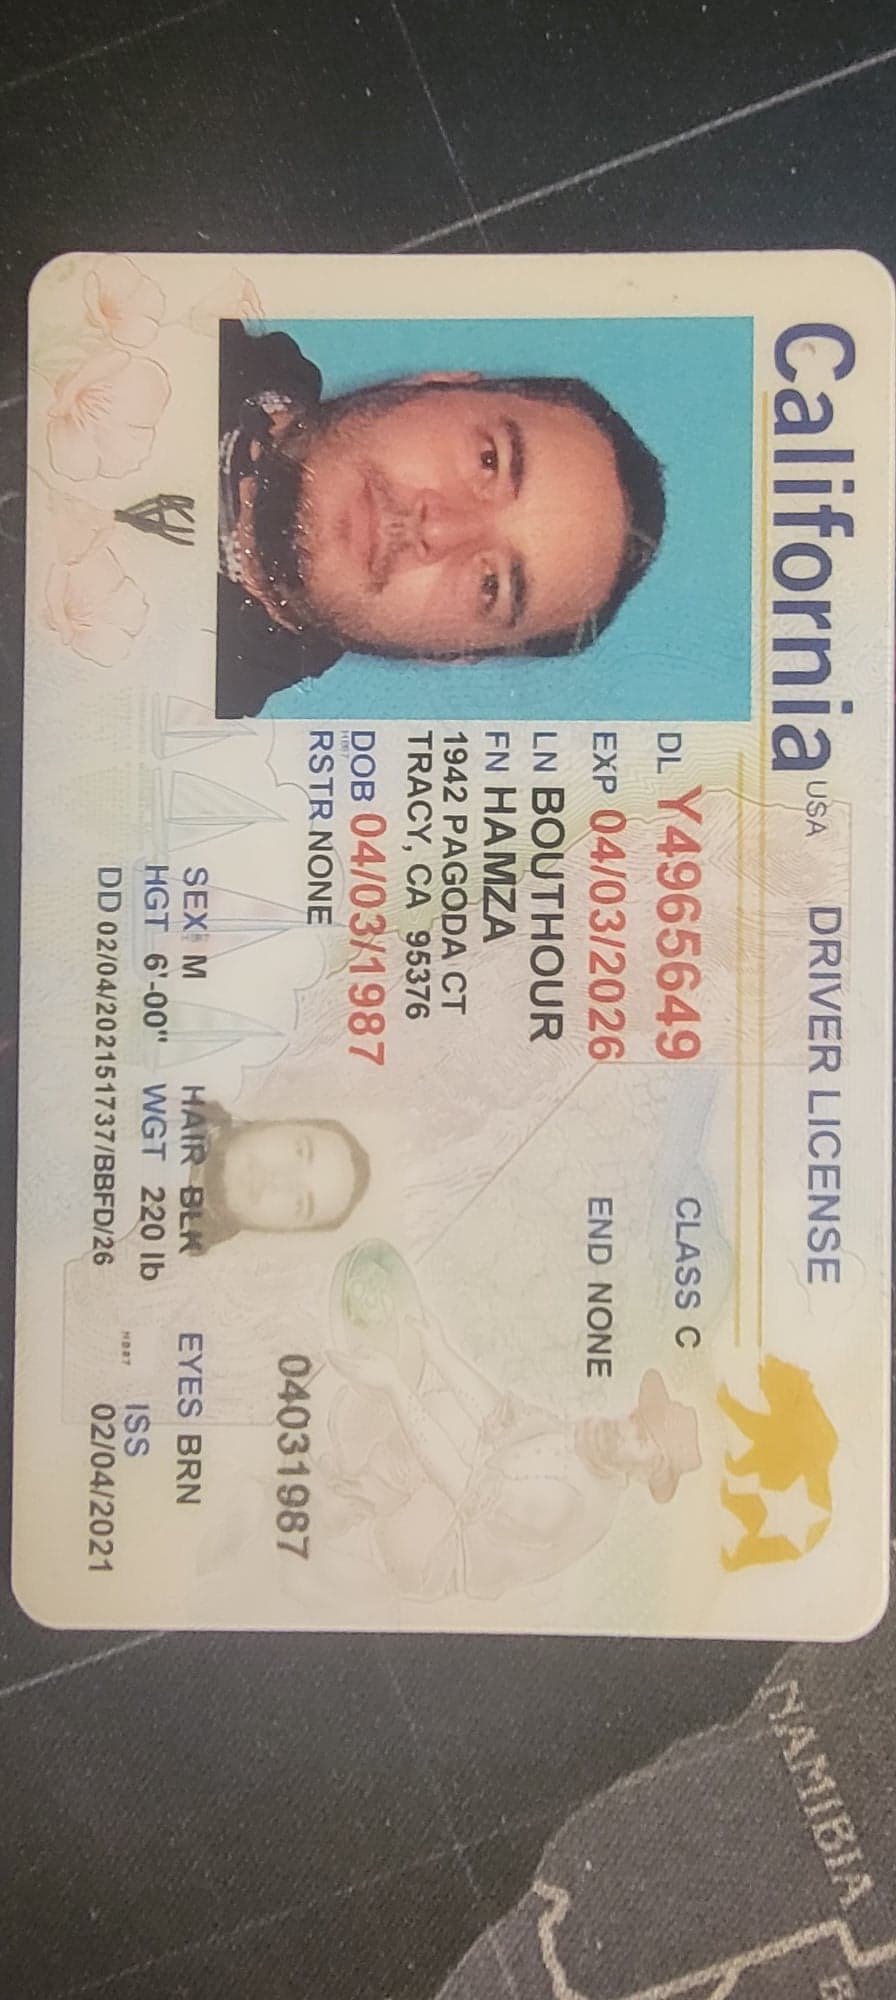 California USA DRIVER LICENSE
DL Y4965649 CLASS C
EXP 04/03/2026 END NONE
LN BOUTHOUR
FN HAMZA
1942 PAGODA CT
TRACY, CA 95376
DOB 04/03/1987
RSTR NONE
04031987
SEX M HAIR BLK EYES BRN
HGT 6'-00" WGT 220 lb ISS
DD 02/04/202151737/BBFD/26 02/04/2021
NAMIBIA